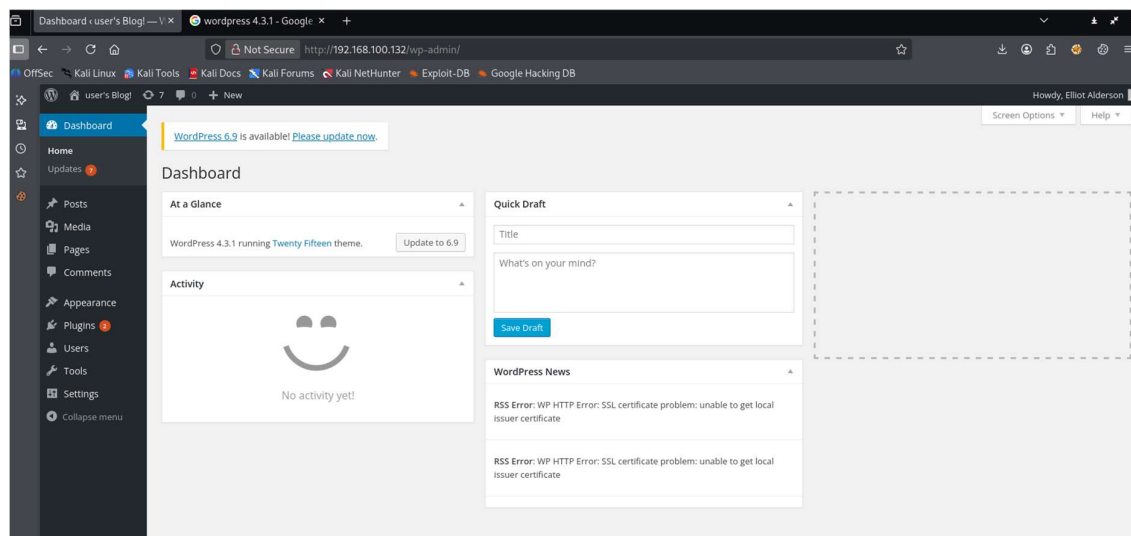 Dashboard ‹ user's Blog! — W
wordpress 4.3.1 - Google
Not Secure http://192.168.100.132/wp-admin/
OffSec Kali Linux Kali Tools Kali Docs Kali Forums Kali NetHunter Exploit-DB Google Hacking DB
user's Blog! 7 0 + New Howdy, Elliot Alderson
Screen Options Help
Dashboard
Home
Updates 7
Posts
Media
Pages
Comments
Appearance
Plugins 2
Users
Tools
Settings
Collapse menu
WordPress 6.9 is available! Please update now.
Dashboard
At a Glance
WordPress 4.3.1 running Twenty Fifteen theme. Update to 6.9
Activity
No activity yet!
Quick Draft
Title
What's on your mind?
Save Draft
WordPress News
RSS Error: WP HTTP Error: SSL certificate problem: unable to get local
issuer certificate
RSS Error: WP HTTP Error: SSL certificate problem: unable to get local
issuer certificate